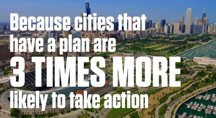 Because cities that
have a plan are
3 TIMES MORE
likely to take action